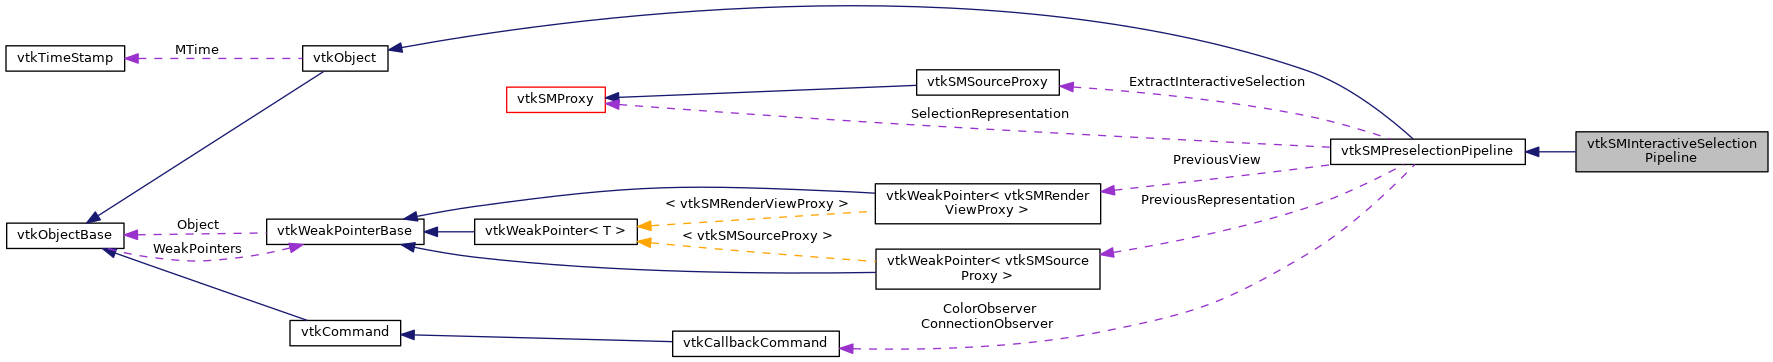 vtkTimeStamp
MTime
vtkObject
vtkSMProxy
vtkSMSourceProxy
ExtractInteractiveSelection
SelectionRepresentation
vtkSMPreselectionPipeline
vtkSMInteractiveSelection
Pipeline
PreviousView
vtkWeakPointer< vtkSMRender
ViewProxy >
PreviousRepresentation
< vtkSMRenderViewProxy >
vtkObjectBase
Object
WeakPointers
vtkWeakPointerBase
vtkWeakPointer< T >
< vtkSMSourceProxy >
vtkWeakPointer< vtkSMSource
Proxy >
ColorObserver
ConnectionObserver
vtkCommand
vtkCallbackCommand